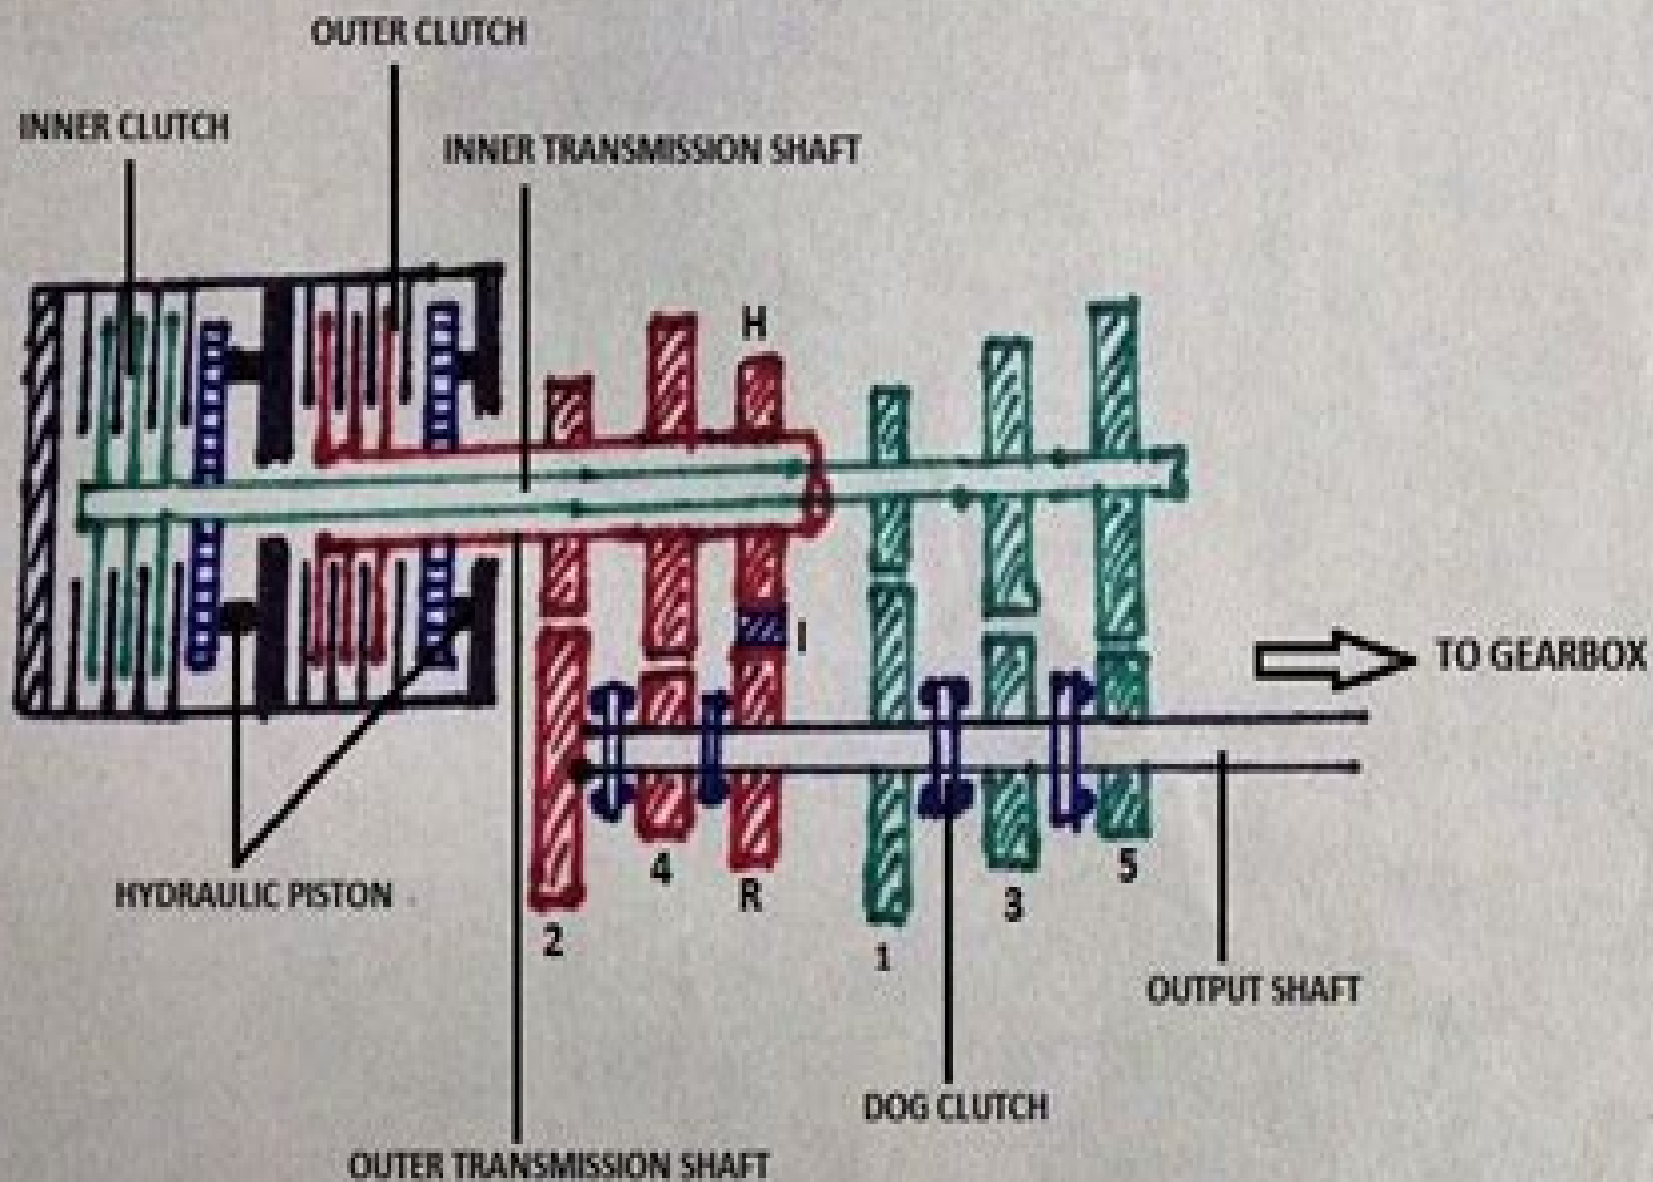 OUTER CLUTCH
INNER CLUTCH
INNER TRANSMISSION SHAFT
H
I
TO GEARBOX
4
5
HYDRAULIC PISTON
R
3
2
1
OUTPUT SHAFT
DOG CLUTCH
OUTER TRANSMISSION SHAFT